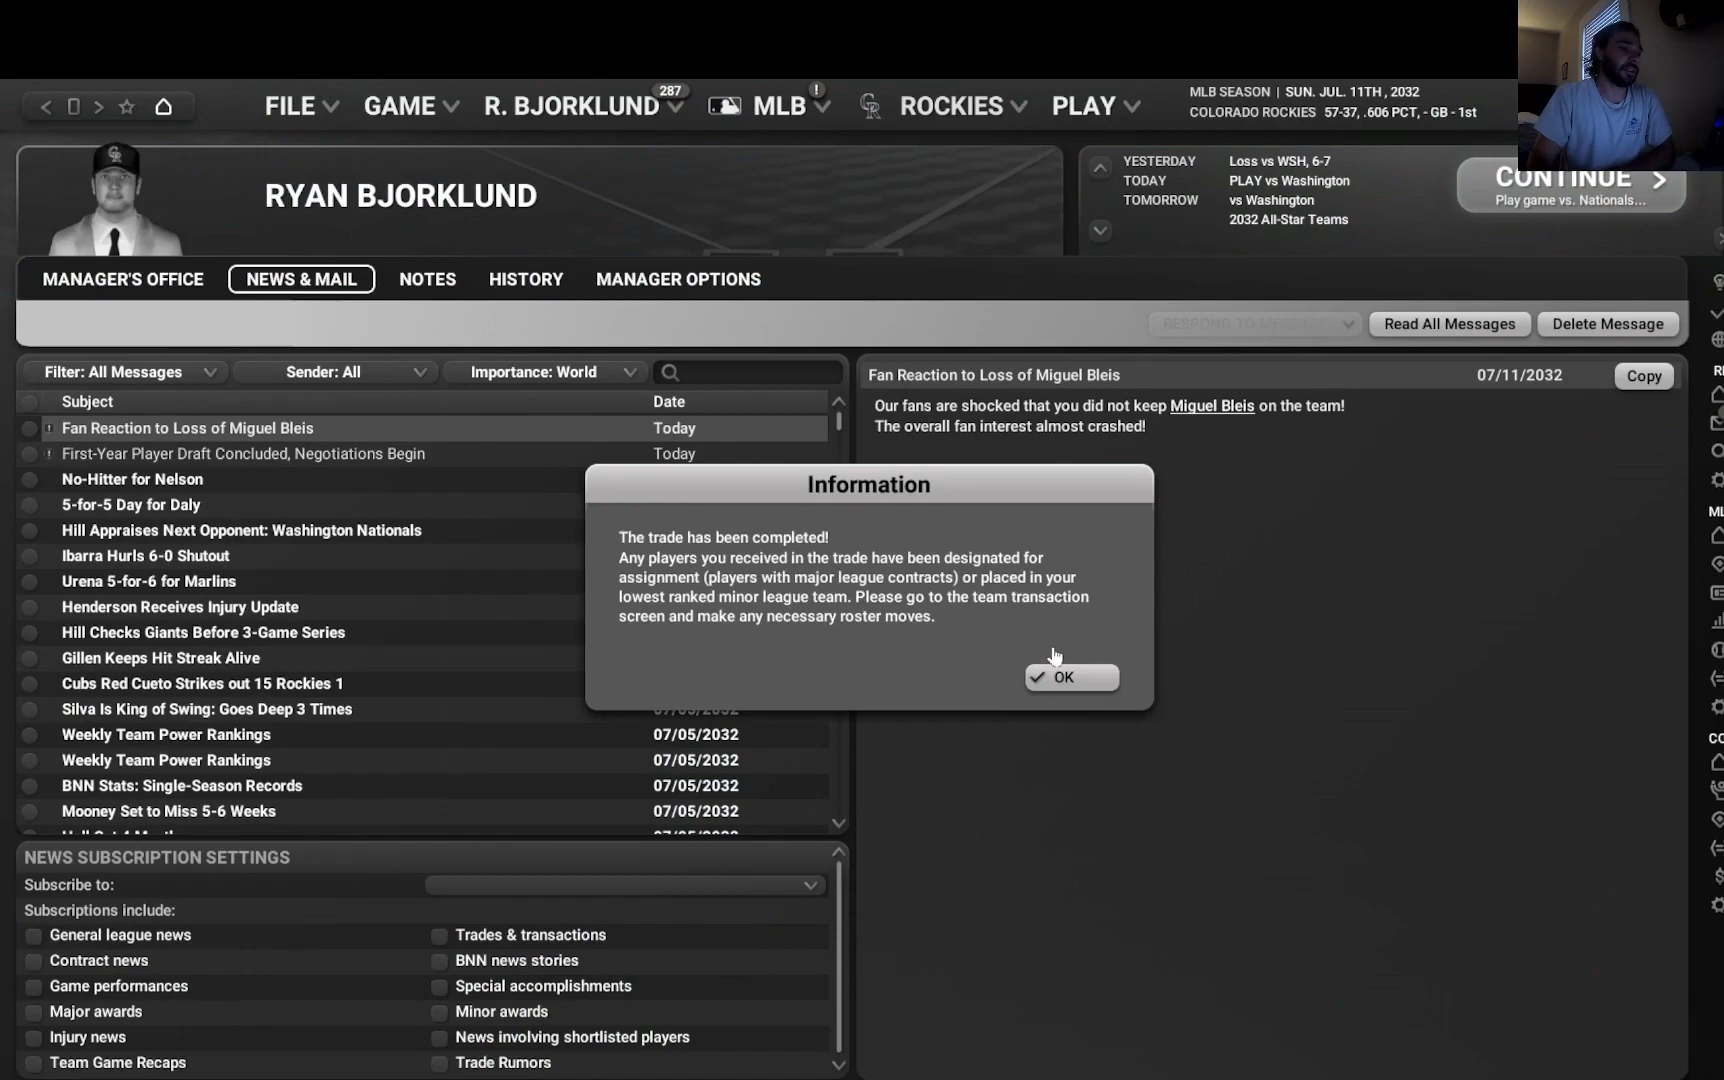 287
!
FILE
GAME
R. BJORKLUND
MLB
CR
ROCKIES
PLAY
MLB SEASON | SUN. JUL. 11TH , 2032
COLORADO ROCKIES 57-37, .606 PCT, - GB - 1st
CR
RYAN BJORKLUND
YESTERDAY Loss vs WSH, 6-7
TODAY PLAY vs Washington
TOMORROW vs Washington
2032 All-Star Teams
CONTINUE
Play game vs. Nationals...
MANAGER'S OFFICE NEWS & MAIL NOTES HISTORY MANAGER OPTIONS
RESPOND TO MESSAGE
Read All Messages
Delete Message
Filter: All Messages Sender: All Importance: World
Subject Date
! Fan Reaction to Loss of Miguel Bleis Today
! First-Year Player Draft Concluded, Negotiations Begin Today
No-Hitter for Nelson
5-for-5 Day for Daly
Hill Appraises Next Opponent: Washington Nationals
Ibarra Hurls 6-0 Shutout
Urena 5-for-6 for Marlins
Henderson Receives Injury Update
Hill Checks Giants Before 3-Game Series
Gillen Keeps Hit Streak Alive
Cubs Red Cueto Strikes out 15 Rockies 1
Silva Is King of Swing: Goes Deep 3 Times 07/05/2032
Weekly Team Power Rankings 07/05/2032
Weekly Team Power Rankings 07/05/2032
BNN Stats: Single-Season Records 07/05/2032
Mooney Set to Miss 5-6 Weeks 07/05/2032
Fan Reaction to Loss of Miguel Bleis 07/11/2032 Copy
Our fans are shocked that you did not keep Miguel Bleis on the team!
The overall fan interest almost crashed!
Information
The trade has been completed!
Any players you received in the trade have been designated for
assignment (players with major league contracts) or placed in your
lowest ranked minor league team. Please go to the team transaction
screen and make any necessary roster moves.
OK
NEWS SUBSCRIPTION SETTINGS
Subscribe to:
Subscriptions include:
General league news Trades & transactions
Contract news BNN news stories
Game performances Special accomplishments
Major awards Minor awards
Injury news News involving shortlisted players
Team Game Recaps Trade Rumors